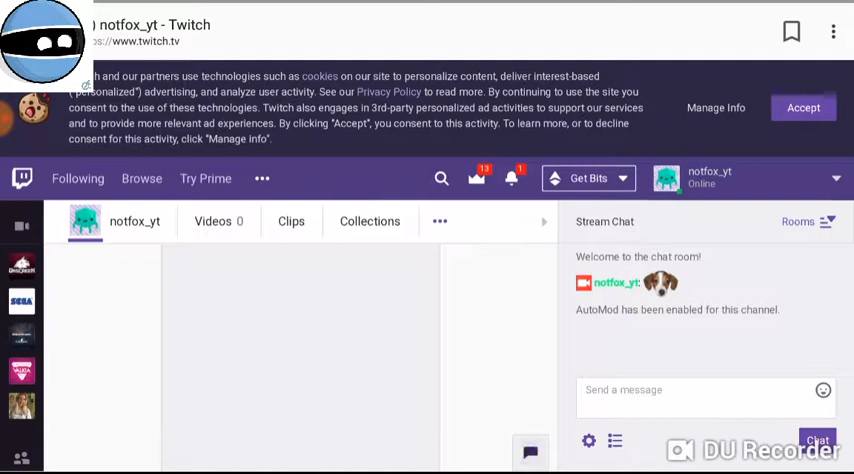 ) notfox_yt - Twitch
ps://www.twitch.tv
h and our partners use technologies such as cookies on our site to personalize content, deliver interest-based
("personalized") advertising, and analyze user activity. See our Privacy Policy to read more. By continuing to use the site you
consent to the use of these technologies. Twitch also engages in 3rd-party personalized ad activities to support our services
and to provide more relevant ad experiences. By clicking "Accept", you consent to this activity. To learn more, or to decline
consent for this activity, click "Manage info".
Manage Info
Accept
Following
Browse
Try Prime
13
1
Get Bits
notfox_yt
Online
notfox_yt
Videos 0
Clips
Collections
Stream Chat
Rooms
SEGA
Welcome to the chat room!
notfox_yt:
AutoMod has been enabled for this channel.
Send a message
Chat
DU Recorder